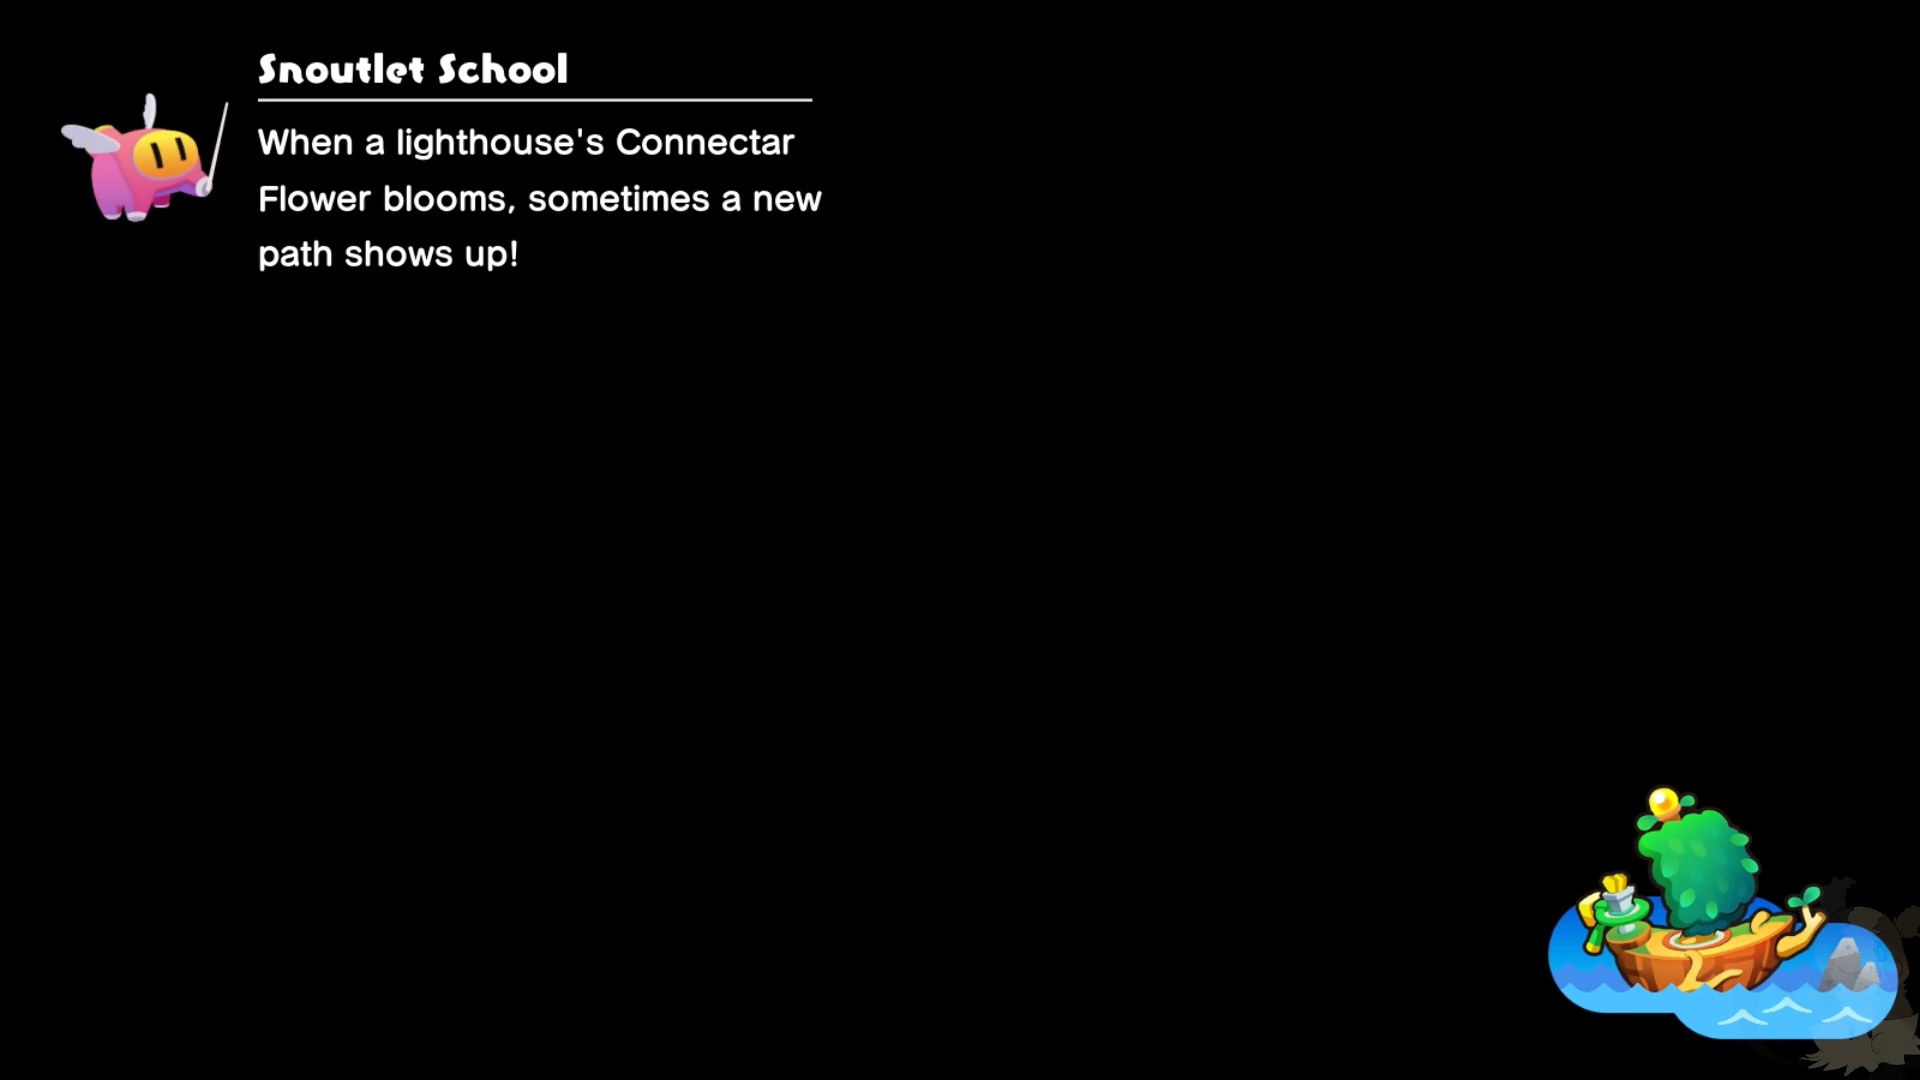 Snoutlet School
When a lighthouse's Connectar
Flower blooms, sometimes a new
path shows up!